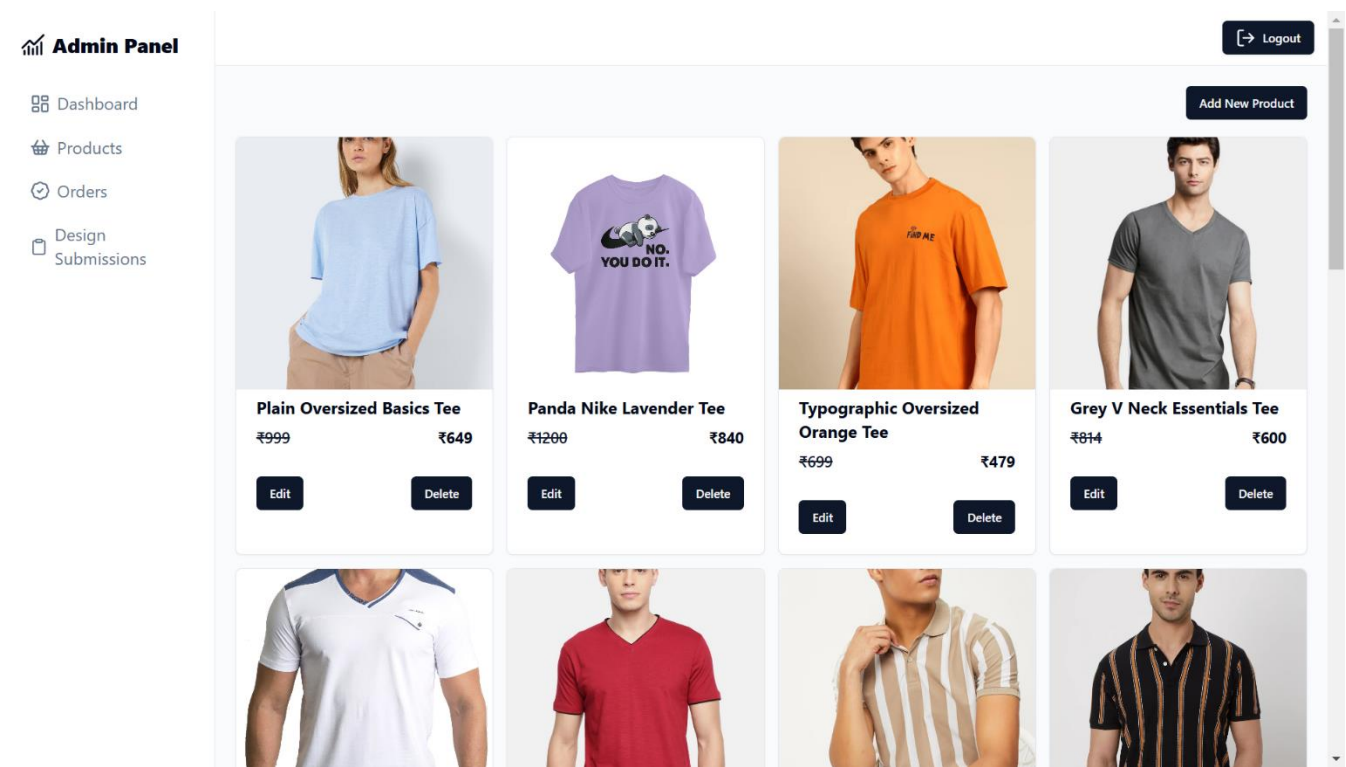 Admin Panel
Logout
Dashboard
Products
Orders
Design
Submissions
Add New Product
NO.
YOU DO IT.
FIND ME
Plain Oversized Basics Tee
₹999 ₹649
Edit Delete
Panda Nike Lavender Tee
₹1200 ₹840
Edit Delete
Typographic Oversized
Orange Tee
₹699 ₹479
Edit Delete
Grey V Neck Essentials Tee
₹814 ₹600
Edit Delete